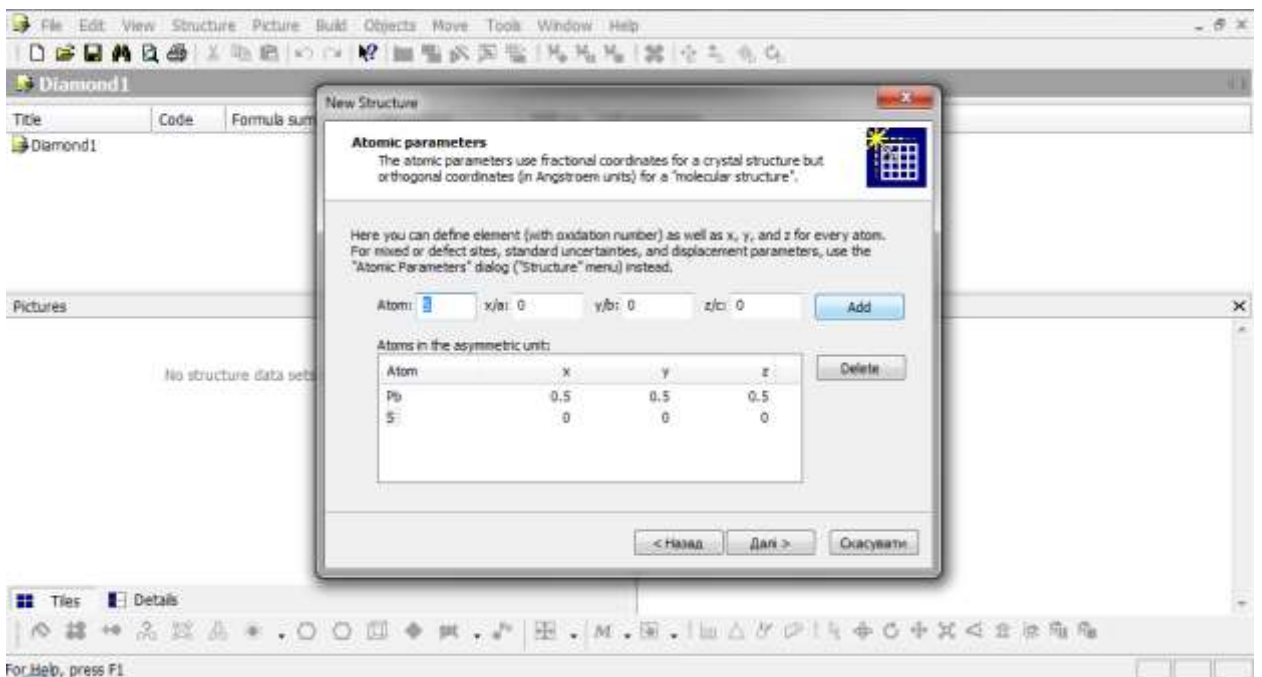 File Edit View Structure Picture Build Objects Move Tools Window Help
Diamond1
Title Code Formula sum
Diamond1
New Structure
Atomic parameters
The atomic parameters use fractional coordinates for a crystal structure but
orthogonal coordinates (in Angstroem units) for a "molecular structure".
Here you can define element (with oxidation number) as well as x, y, and z for every atom.
For mixed or defect sites, standard uncertainties, and displacement parameters, use the
"Atomic Parameters" dialog ("Structure" menu) instead.
Pictures
Atom: S x/a: 0 y/b: 0 z/c: 0 Add
Atoms in the asymmetric unit:
Delete
Atom x y z
Pb 0.5 0.5 0.5
S 0 0 0
No structure data sets
< Назад Далі > Скасувати
Tiles Details
For Help, press F1